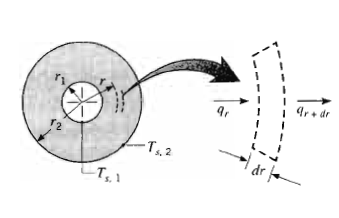 r₁
r
r₂
Tₛ, ₂
Tₛ, ₁
qᵣ
qᵣ ₊ dᵣ
dr